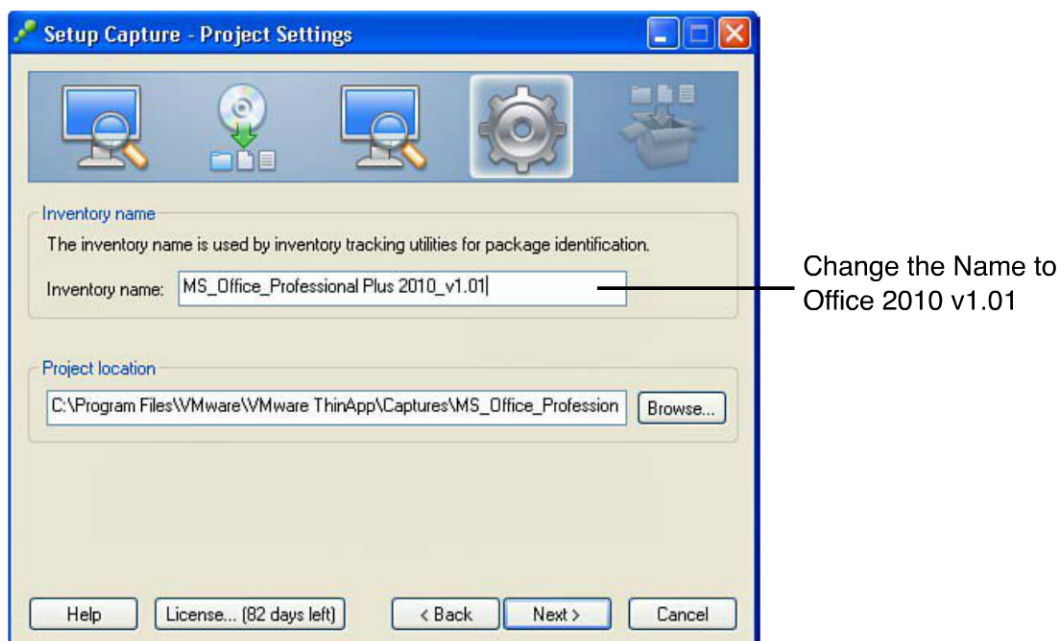 Setup Capture - Project Settings
Inventory name
The inventory name is used by inventory tracking utilities for package identification.
Inventory name: MS_Office_Professional Plus 2010_v1.01
Change the Name to
Office 2010 v1.01
Project location
C:\Program Files\VMware\VMware ThinApp\Captures\MS_Office_Profession Browse...
Help License... (82 days left) < Back Next > Cancel